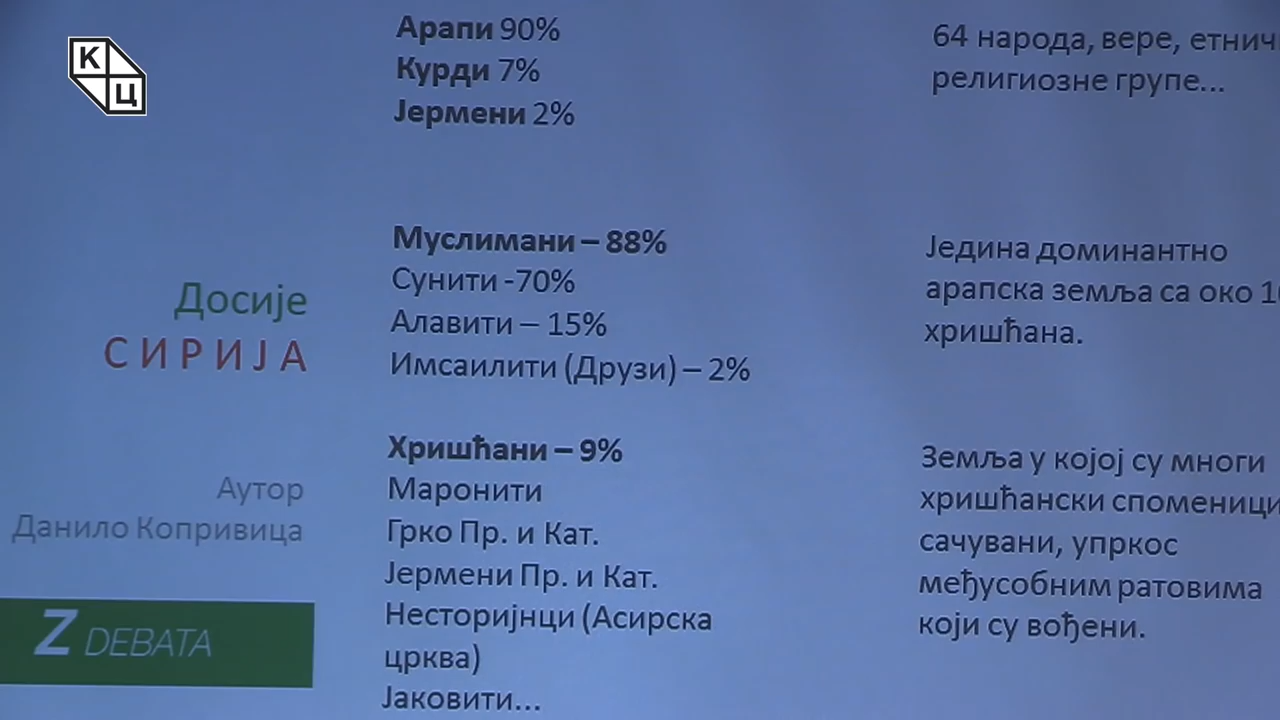 К
Ц
Арапи 90%
Курди 7%
Јермени 2%
64 народа, вере,
религиозне групе...
Муслимани – 88%
Сунити -70%
Алавити – 15%
Имсаилити (Друзи) – 2%
Једина доминантно
арапска земља са око
хришћана.
Досије
СИРИЈА
Хришћани – 9%
Маронити
Грко Пр. и Кат.
Јермени Пр. и Кат.
Несторијнци (Асирска
црква)
Јаковити...
Земља у којој су многи
хришћански споменици
сачувани, упркос
међусобним ратовима
који су вођени.
Аутор
Данило Копривица
Z DEBATA